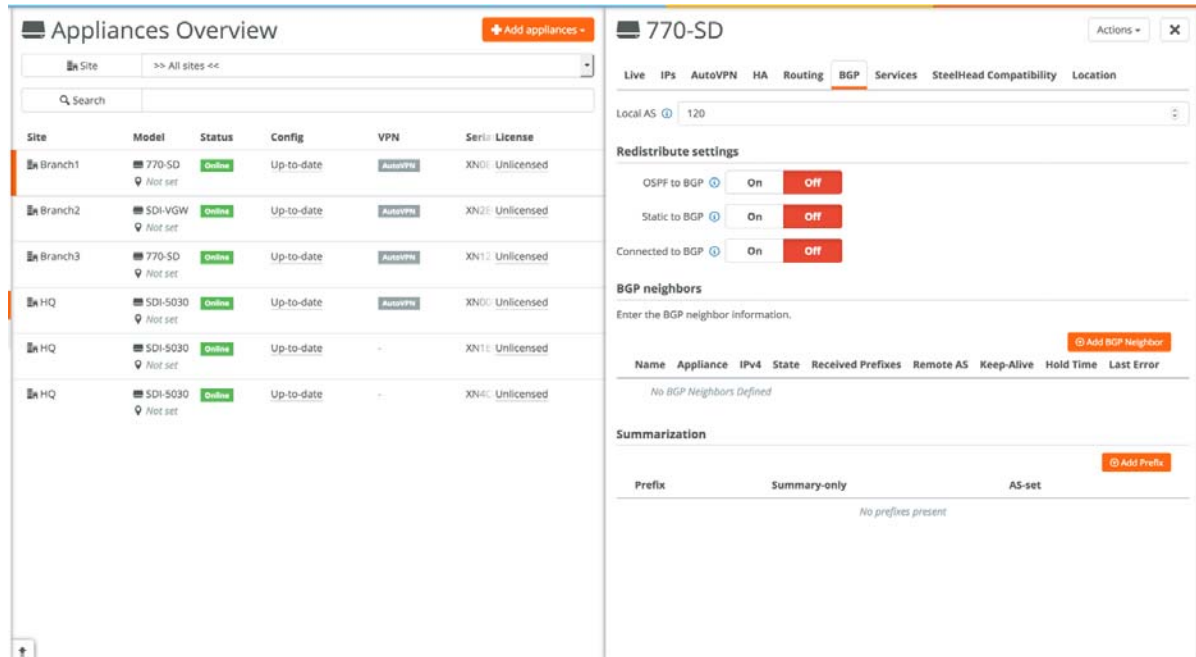 Appliances Overview
Add appliances
Site >> All sites <<
Search
Site Model Status Config VPN Serial License
Branch1 770-SD Online Up-to-date AutoVPN XN0E Unlicensed
Not set
Branch2 SDI-VGW Online Up-to-date AutoVPN XN2E Unlicensed
Not set
Branch3 770-SD Online Up-to-date AutoVPN XN12 Unlicensed
Not set
HQ SDI-5030 Online Up-to-date AutoVPN XN00 Unlicensed
Not set
HQ SDI-5030 Online Up-to-date - XN1E Unlicensed
Not set
HQ SDI-5030 Online Up-to-date - XN4C Unlicensed
Not set
770-SD
Actions
Live IPs AutoVPN HA Routing BGP Services SteelHead Compatibility Location
Local AS 120
Redistribute settings
OSPF to BGP On Off
Static to BGP On Off
Connected to BGP On Off
BGP neighbors
Enter the BGP neighbor information.
Add BGP Neighbor
Name Appliance IPv4 State Received Prefixes Remote AS Keep-Alive Hold Time Last Error
No BGP Neighbors Defined
Summarization
Add Prefix
Prefix Summary-only AS-set
No prefixes present